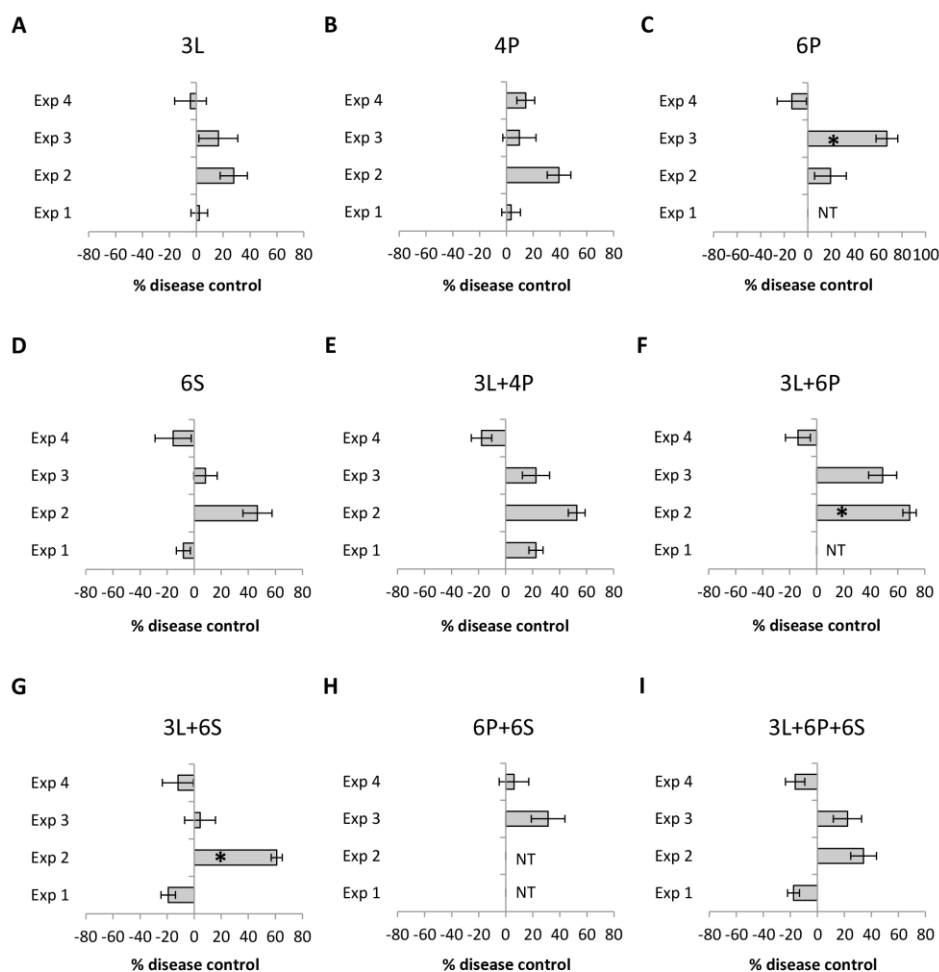 A
3L
Exp 4
Exp 3
Exp 2
Exp 1
-80 -60 -40 -20 0 20 40 60 80
% disease control
B
4P
Exp 4
Exp 3
Exp 2
Exp 1
-80 -60 -40 -20 0 20 40 60 80
% disease control
C
6P
Exp 4
Exp 3
*
Exp 2
Exp 1
NT
-80 -60 -40 -20 0 20 40 60 80 100
% disease control
D
6S
Exp 4
Exp 3
Exp 2
Exp 1
-80 -60 -40 -20 0 20 40 60 80
% disease control
E
3L+4P
Exp 4
Exp 3
Exp 2
Exp 1
-80 -60 -40 -20 0 20 40 60 80
% disease control
F
3L+6P
Exp 4
Exp 3
Exp 2
*
Exp 1
NT
-80 -60 -40 -20 0 20 40 60 80
% disease control
G
3L+6S
Exp 4
Exp 3
Exp 2
*
Exp 1
-80 -60 -40 -20 0 20 40 60 80
% disease control
H
6P+6S
Exp 4
Exp 3
Exp 2
NT
Exp 1
NT
-80 -60 -40 -20 0 20 40 60 80
% disease control
I
3L+6P+6S
Exp 4
Exp 3
Exp 2
Exp 1
-80 -60 -40 -20 0 20 40 60 80
% disease control